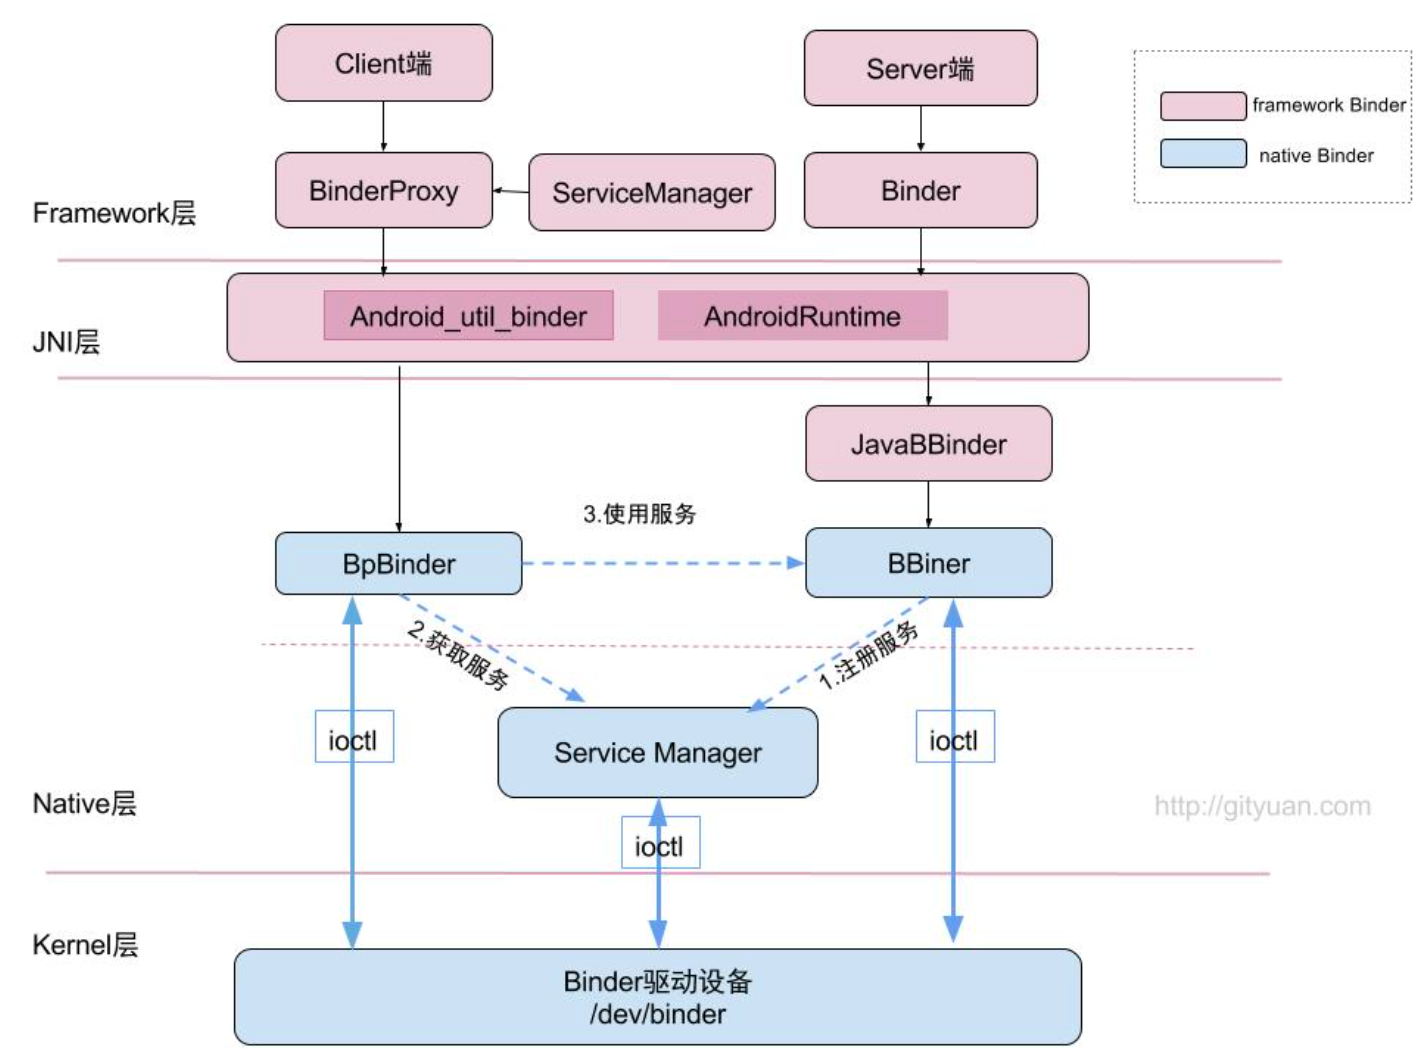 Client端
Server端
framework Binder
native Binder
BinderProxy
ServiceManager
Binder
Framework层
Android_util_binder
AndroidRuntime
JNI层
JavaBBinder
3.使用服务
BpBinder
BBiner
2.获取服务
1.注册服务
ioctl
Service Manager
ioctl
Native层
http://gityuan.com
ioctl
Kernel层
Binder驱动设备
/dev/binder